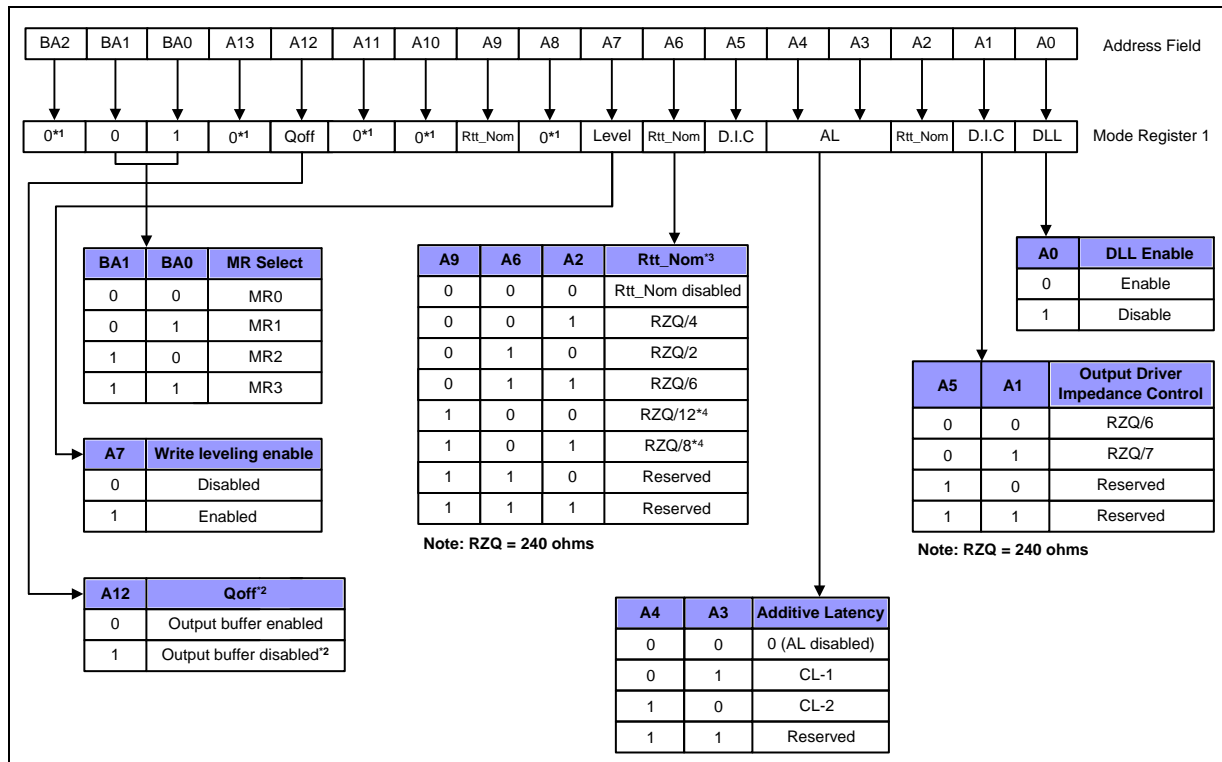 BA2 BA1 BA0 A13 A12 A11 A10 A9 A8 A7 A6 A5 A4 A3 A2 A1 A0 Address Field
0*1 0 1 0*1 Qoff 0*1 0*1 Rtt_Nom 0*1 Level Rtt_Nom D.I.C AL Rtt_Nom D.I.C DLL Mode Register 1
BA1 BA0 MR Select
0 0 MR0
0 1 MR1
1 0 MR2
1 1 MR3
A9 A6 A2 Rtt_Nom*3
0 0 0 Rtt_Nom disabled
0 0 1 RZQ/4
0 1 0 RZQ/2
0 1 1 RZQ/6
1 0 0 RZQ/12*4
1 0 1 RZQ/8*4
1 1 0 Reserved
1 1 1 Reserved
Note: RZQ = 240 ohms
A0 DLL Enable
0 Enable
1 Disable
A5 A1 Output Driver
Impedance Control
0 0 RZQ/6
0 1 RZQ/7
1 0 Reserved
1 1 Reserved
Note: RZQ = 240 ohms
A7 Write leveling enable
0 Disabled
1 Enabled
A12 Qoff*2
0 Output buffer enabled
1 Output buffer disabled*2
A4 A3 Additive Latency
0 0 0 (AL disabled)
0 1 CL-1
1 0 CL-2
1 1 Reserved